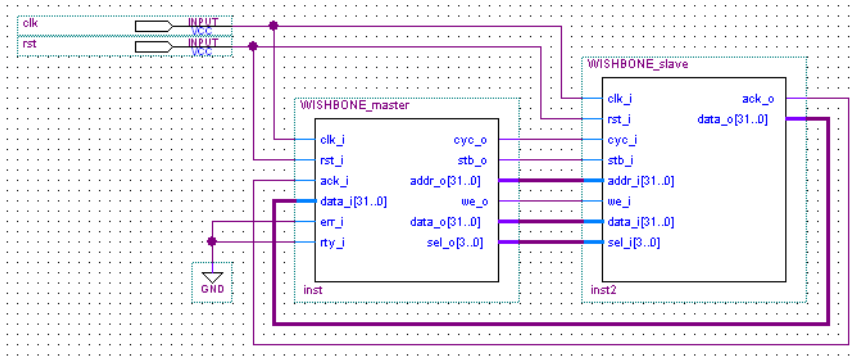 clk INPUT
VCC
rst INPUT
VCC
WISHBONE_slave
clk_i ack_o
rst_i data_o[31..0]
cyc_i
stb_i
addr_i[31..0]
we_i
data_i[31..0]
sel_i[3..0]
inst2
WISHBONE_master
clk_i cyc_o
rst_i stb_o
ack_i addr_o[31..0]
data_i[31..0] we_o
err_i data_o[31..0]
rty_i sel_o[3..0]
inst
GND